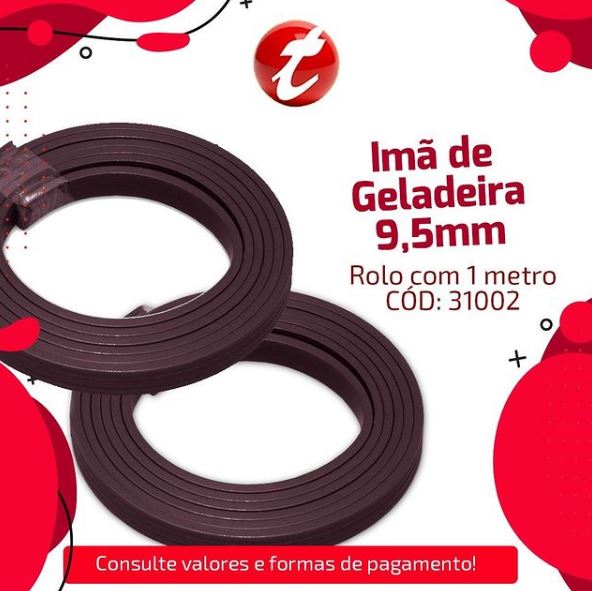 t
Imã de
Geladeira
9,5mm
Rolo com 1 metro
CÓD: 31002
Consulte valores e formas de pagamento!